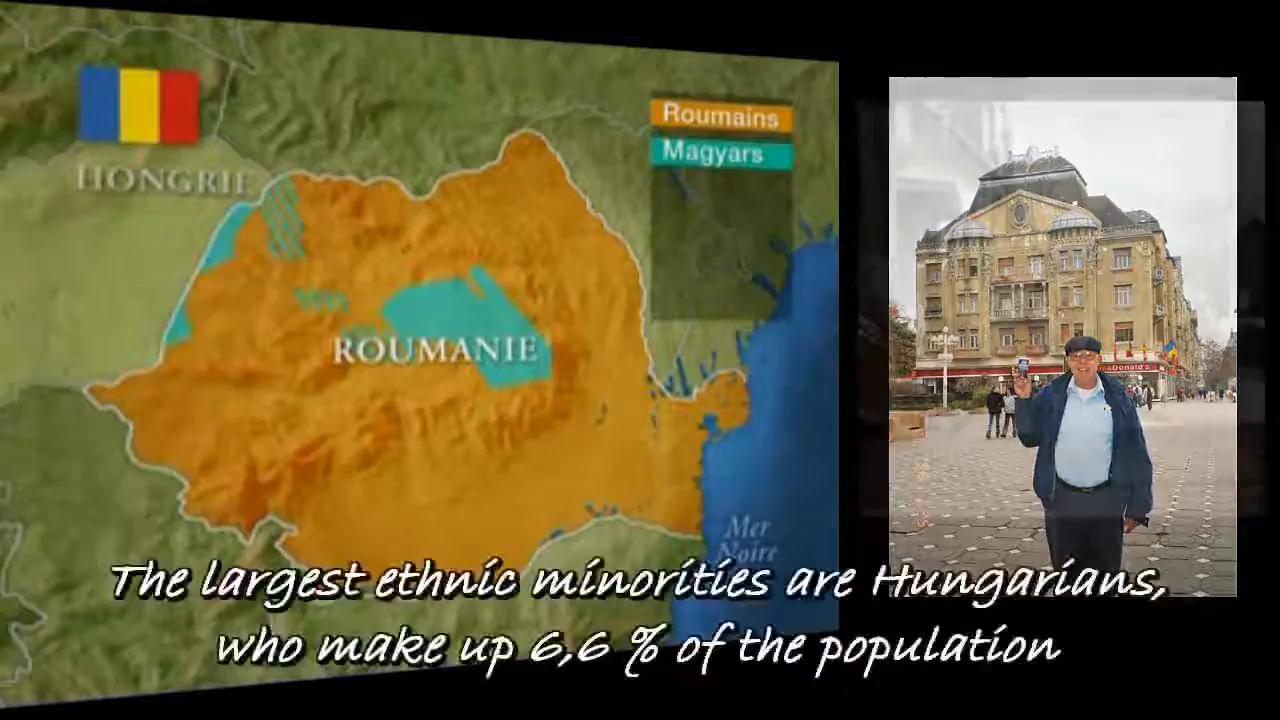 Roumains
Magyars
HONGRIE
ROUMANIE
McDonald's
Mer
Noire
The largest ethnic minorities are Hungarians,
who make up 6,6 % of the population